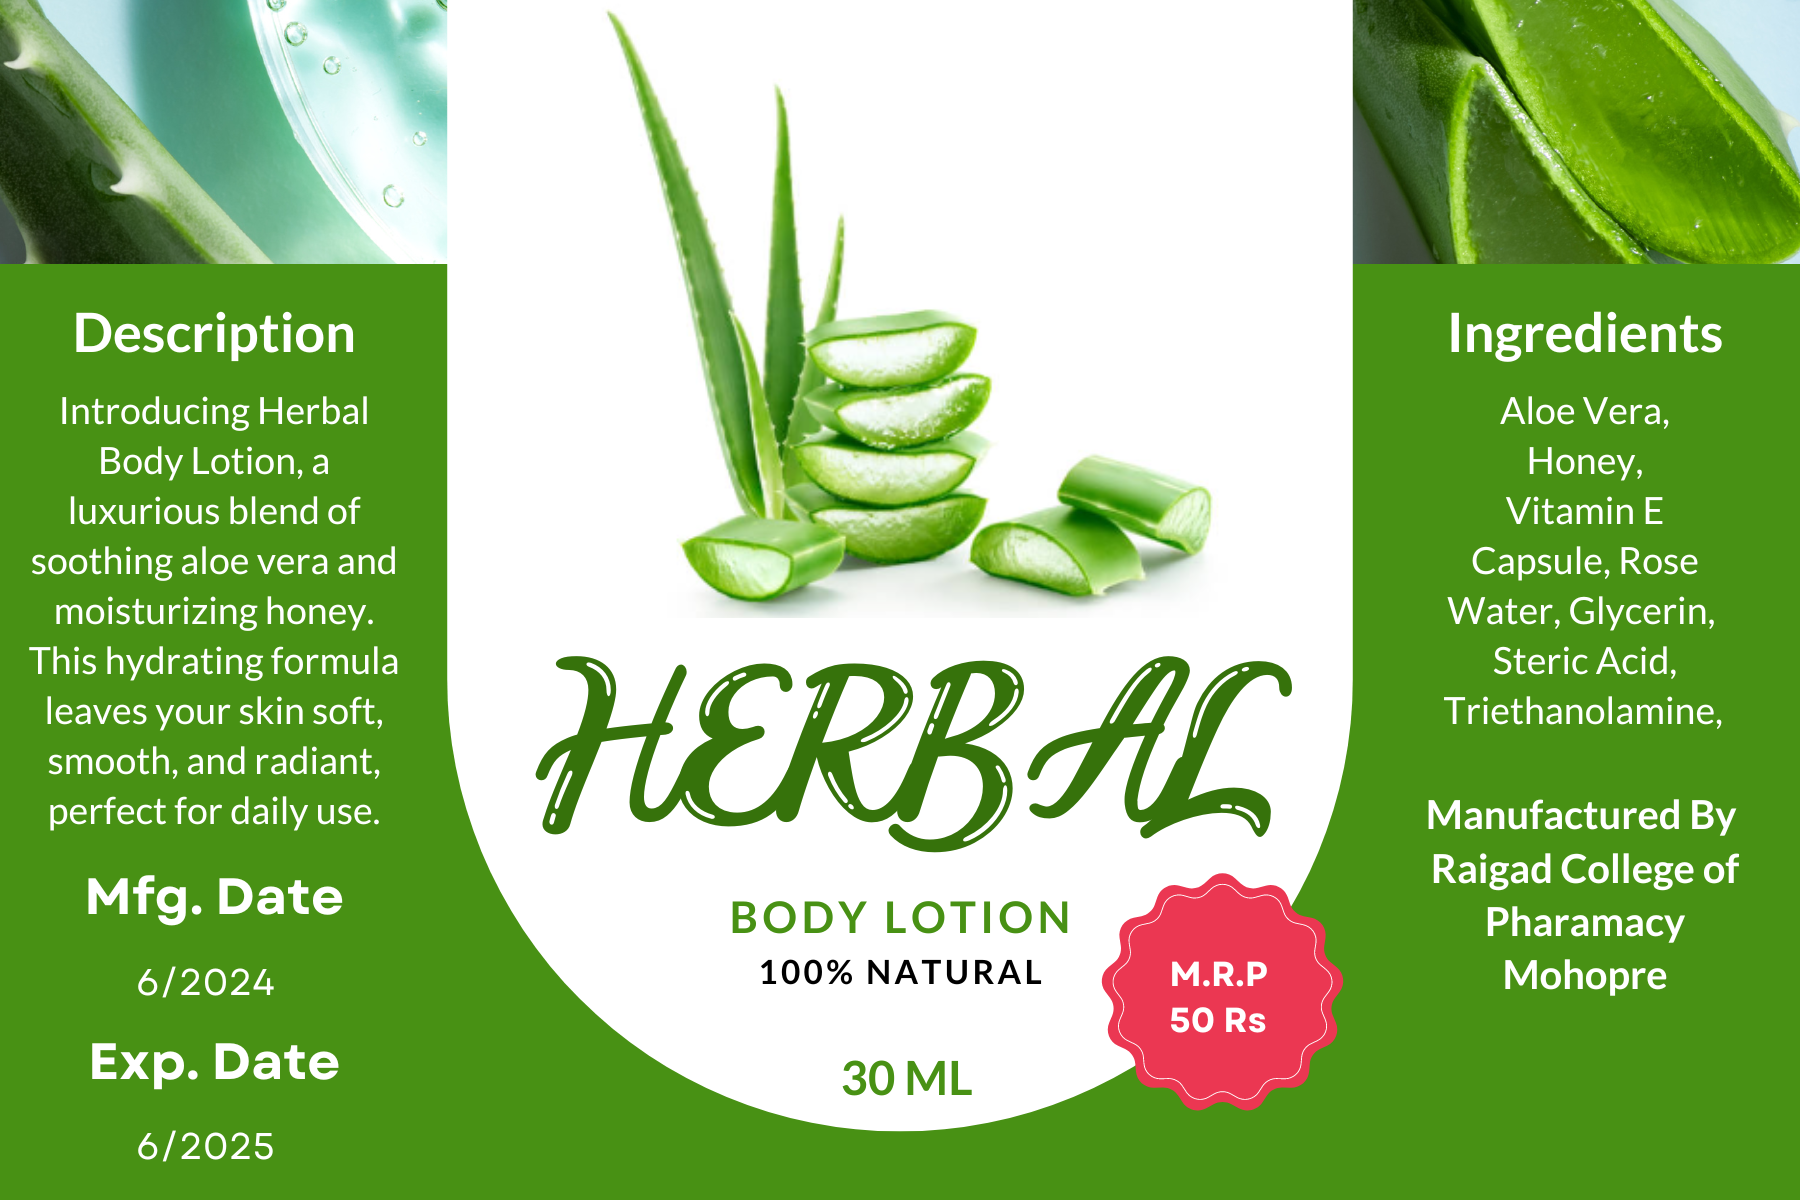 Description
Introducing Herbal
Body Lotion, a
luxurious blend of
soothing aloe vera and
moisturizing honey.
This hydrating formula
leaves your skin soft,
smooth, and radiant,
perfect for daily use.
Mfg. Date
6/2024
Exp. Date
6/2025
HERBAL
BODY LOTION
100% NATURAL
30 ML
M.R.P
50 Rs
Ingredients
Aloe Vera,
Honey,
Vitamin E
Capsule, Rose
Water, Glycerin,
Steric Acid,
Triethanolamine,
Manufactured By
Raigad College of
Pharamacy
Mohopre